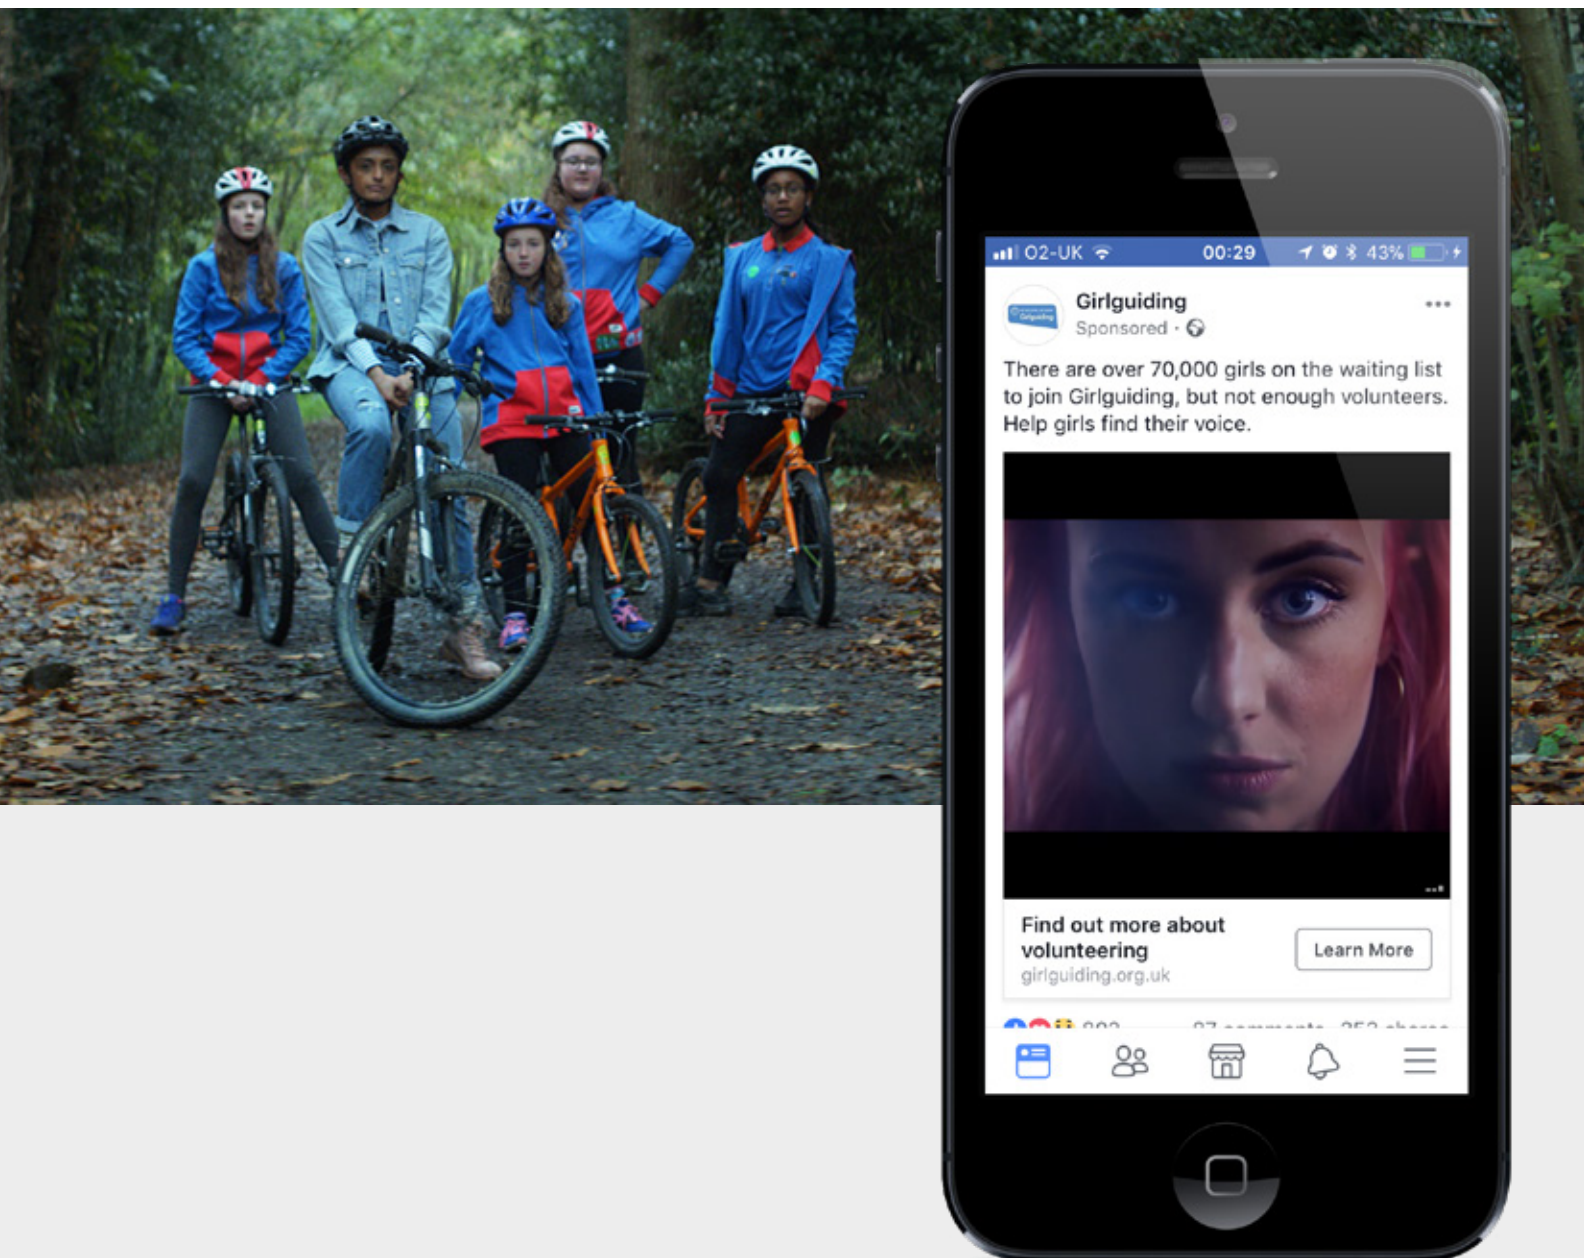 O2-UK 00:29 43%
Girlguiding
Girlguiding
Sponsored ·
There are over 70,000 girls on the waiting list
to join Girlguiding, but not enough volunteers.
Help girls find their voice.
Find out more about
volunteering
Learn More
girlguiding.org.uk